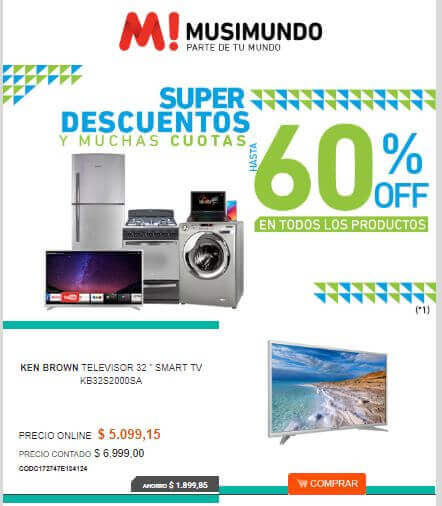 M! MUSIMUNDO
PARTE DE TU MUNDO
SUPER
DESCUENTOS
Y MUCHAS CUOTAS
HASTA
60% OFF
EN TODOS LOS PRODUCTOS
(*1)
KEN BROWN TELEVISOR 32 " SMART TV
KB32S2000SA
PRECIO ONLINE $ 5.099,15
PRECIO CONTADO $ 6.999,00
CODC172747E184124
AHORRO $ 1.899,85
COMPRAR